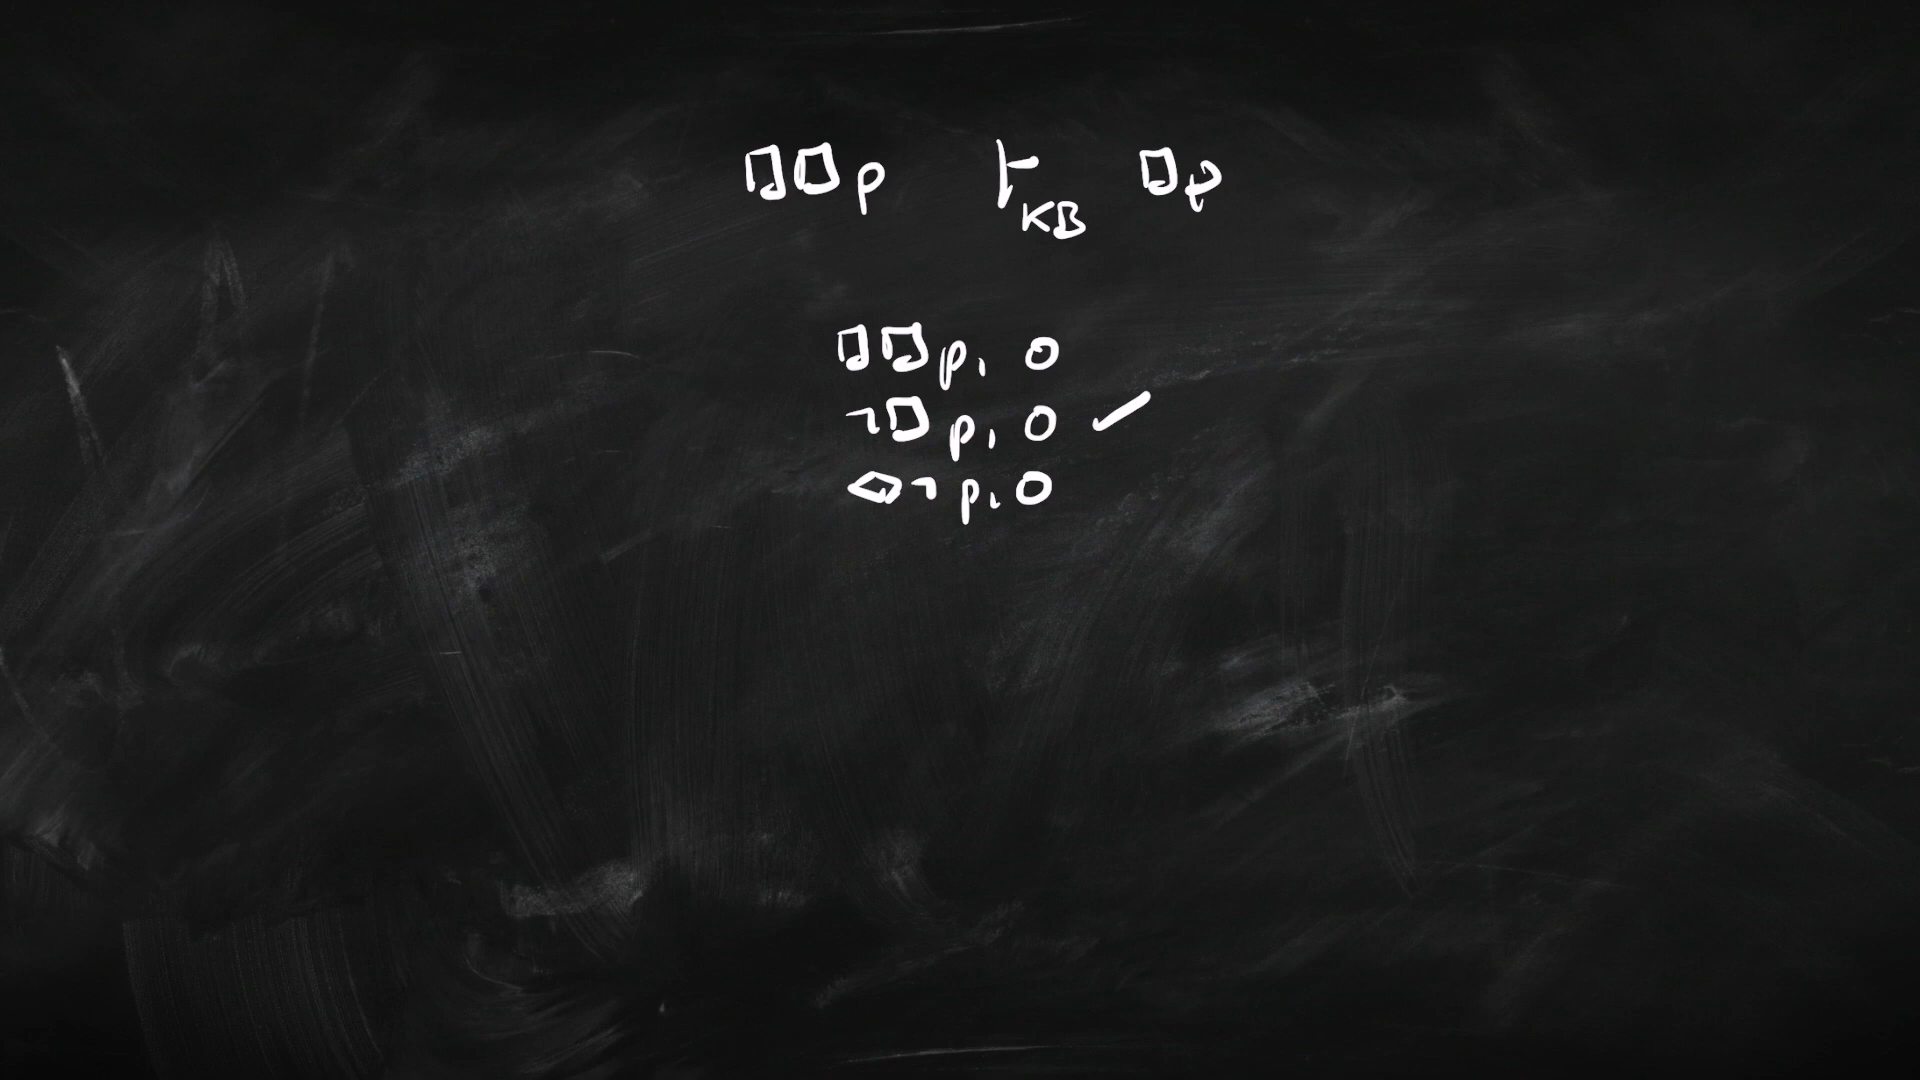 □□p ⊢KB □p
□□p, 0
¬□p, 0 ✓
◇¬p, 0